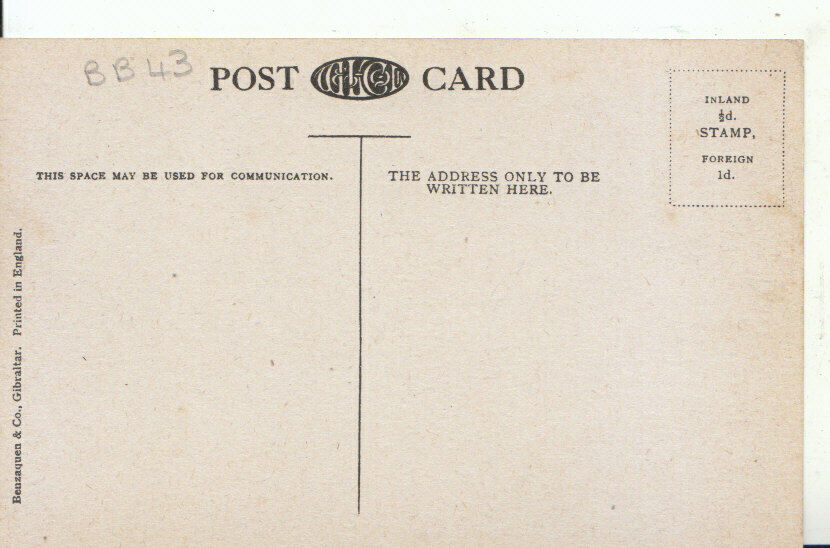 BB43
POST CARD
INLAND
½d.
STAMP,
FOREIGN
1d.
THIS SPACE MAY BE USED FOR COMMUNICATION.
THE ADDRESS ONLY TO BE
WRITTEN HERE.
Benzaquen & Co., Gibraltar. Printed in England.